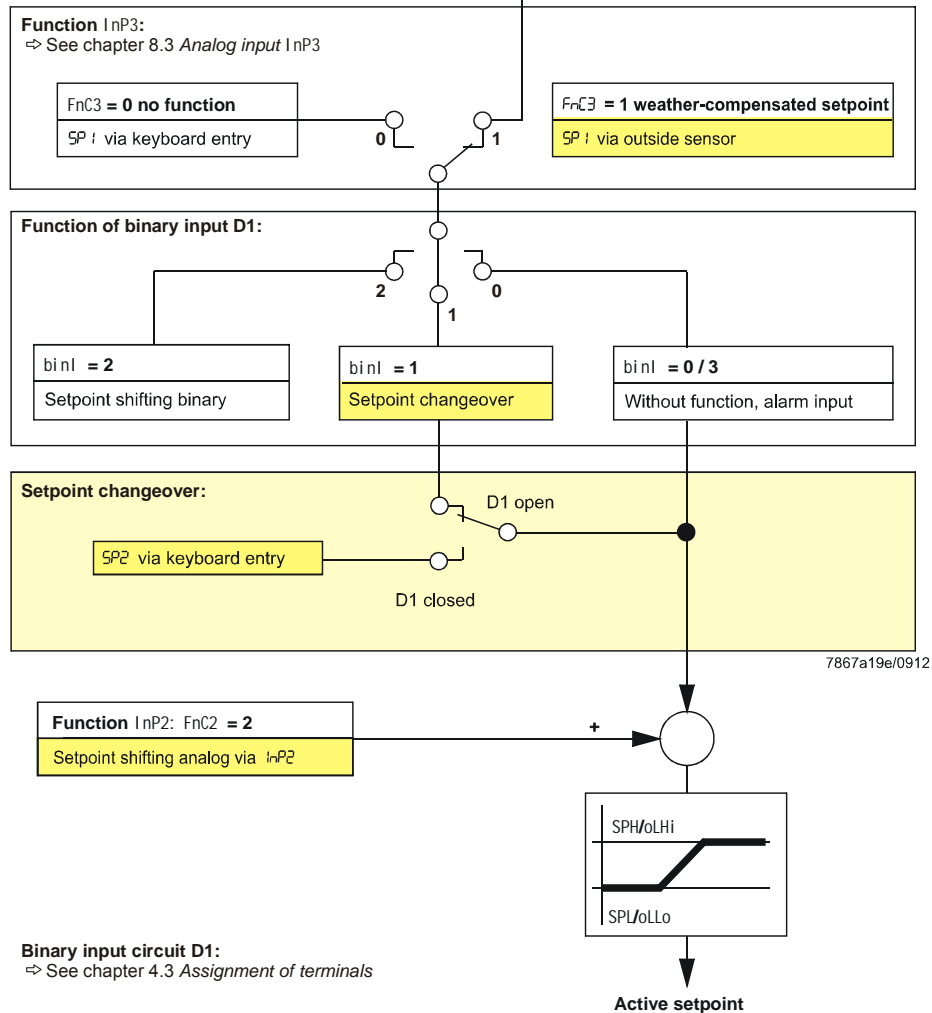 Function InP3:
⇨ See chapter 8.3 Analog input InP3
FnC3 = 0 no function
SP1 via keyboard entry
0
1
FnC3 = 1 weather-compensated setpoint
SP1 via outside sensor
Function of binary input D1:
2
1
0
binI = 2
Setpoint shifting binary
binI = 1
Setpoint changeover
binI = 0 / 3
Without function, alarm input
Setpoint changeover:
D1 open
SP2 via keyboard entry
D1 closed
7867a19e/0912
Function InP2: FnC2 = 2
Setpoint shifting analog via InP2
+
SPH/oLHi
SPL/oLLo
Binary input circuit D1:
⇨ See chapter 4.3 Assignment of terminals
Active setpoint